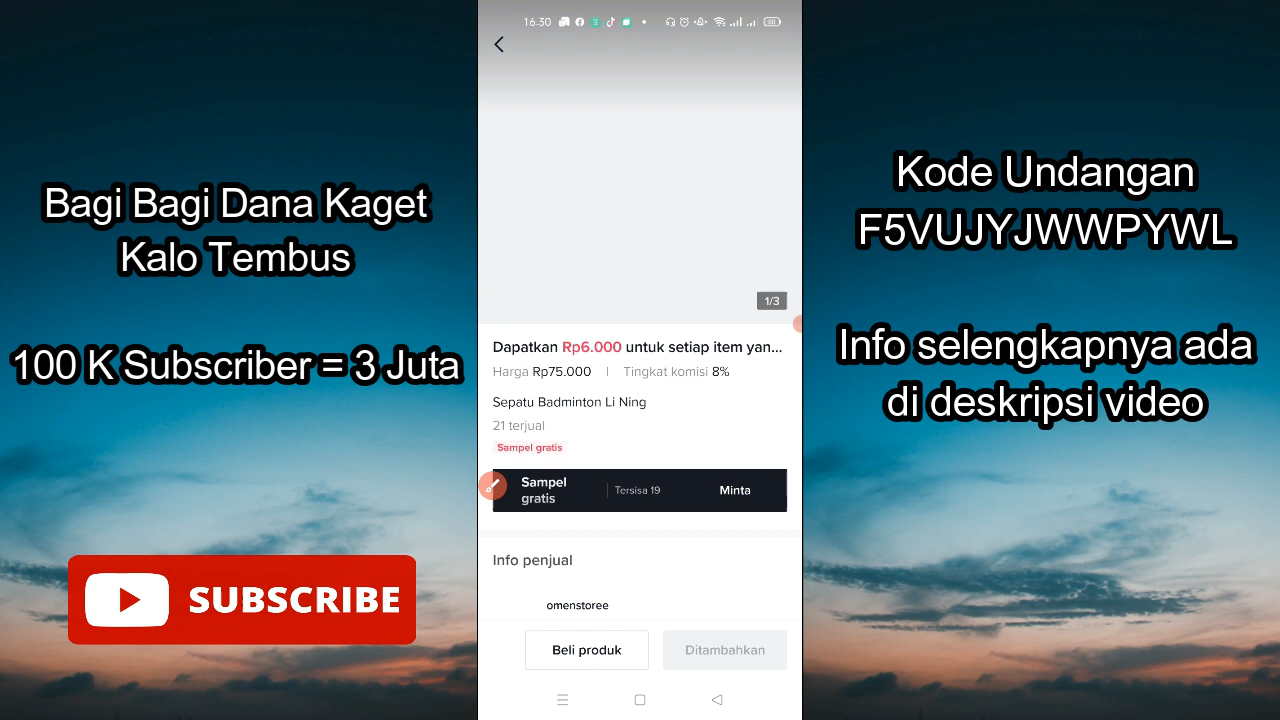 Bagi Bagi Dana Kaget
Kalo Tembus
100 K Subscriber = 3 Juta
SUBSCRIBE
16.30
80
1/3
Dapatkan Rp6.000 untuk setiap item yan...
Harga Rp75.000 | Tingkat komisi 8%
Sepatu Badminton Li Ning
21 terjual
Sampel gratis
Sampel
gratis
Tersisa 19
Minta
Info penjual
omenstoree
Beli produk
Ditambahkan
Kode Undangan
F5VUJYJWWPYWL
Info selengkapnya ada
di deskripsi video